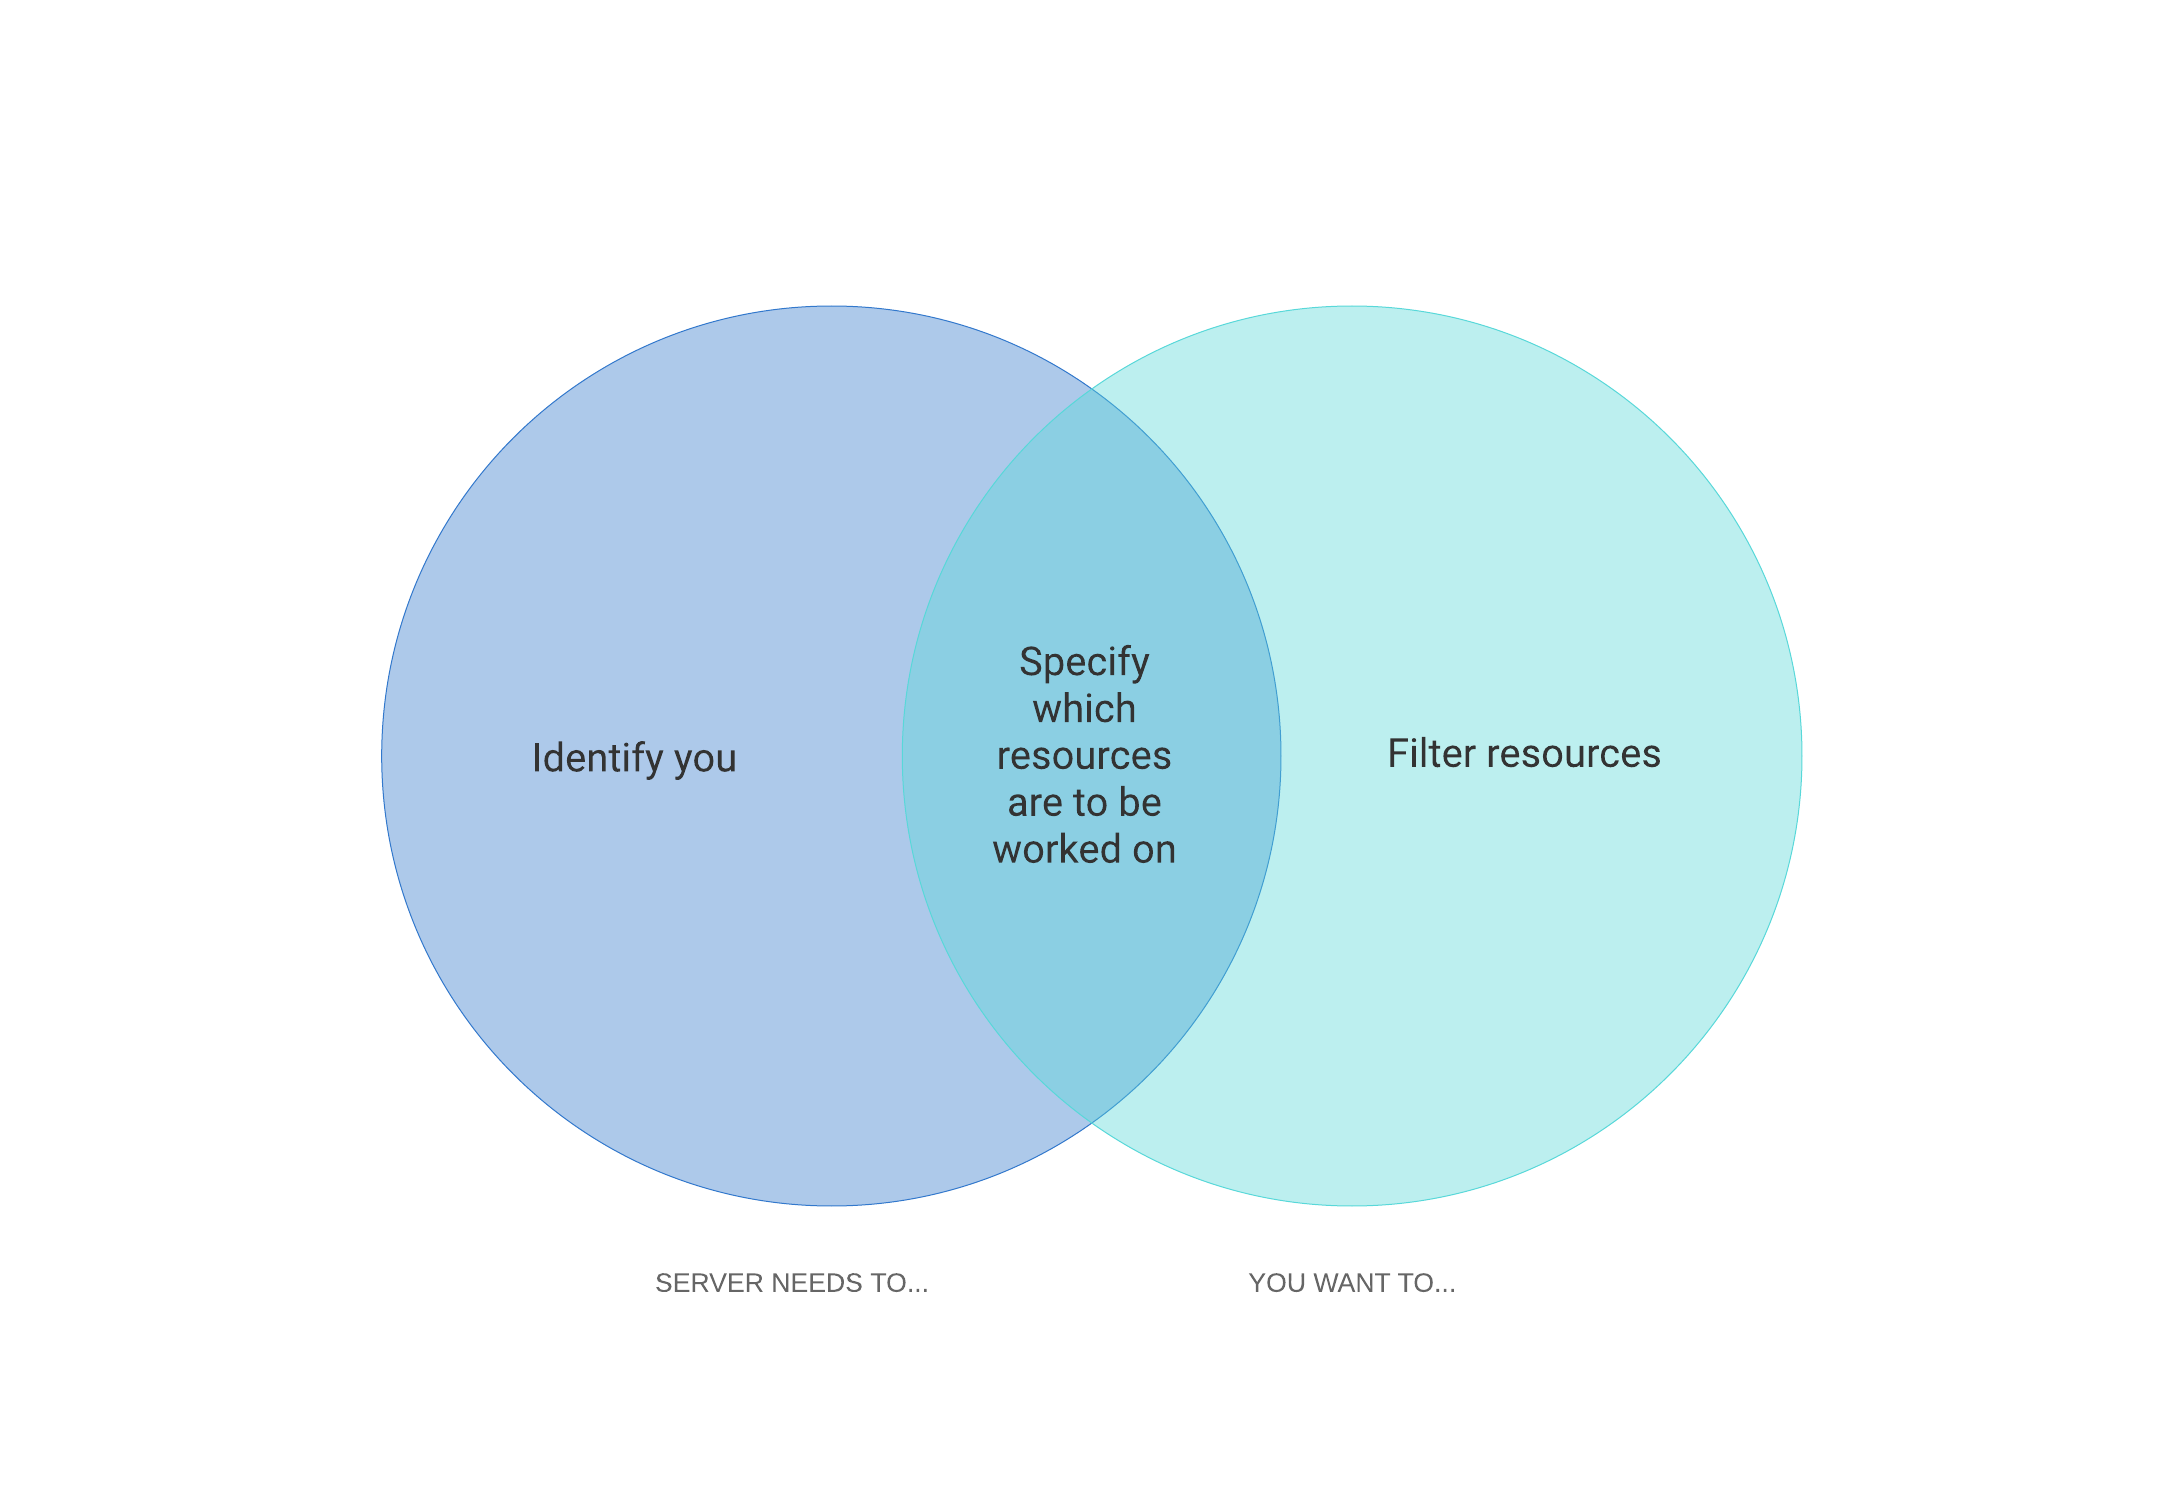 Identify you
Specify
which
resources
are to be
worked on
Filter resources
SERVER NEEDS TO...
YOU WANT TO...